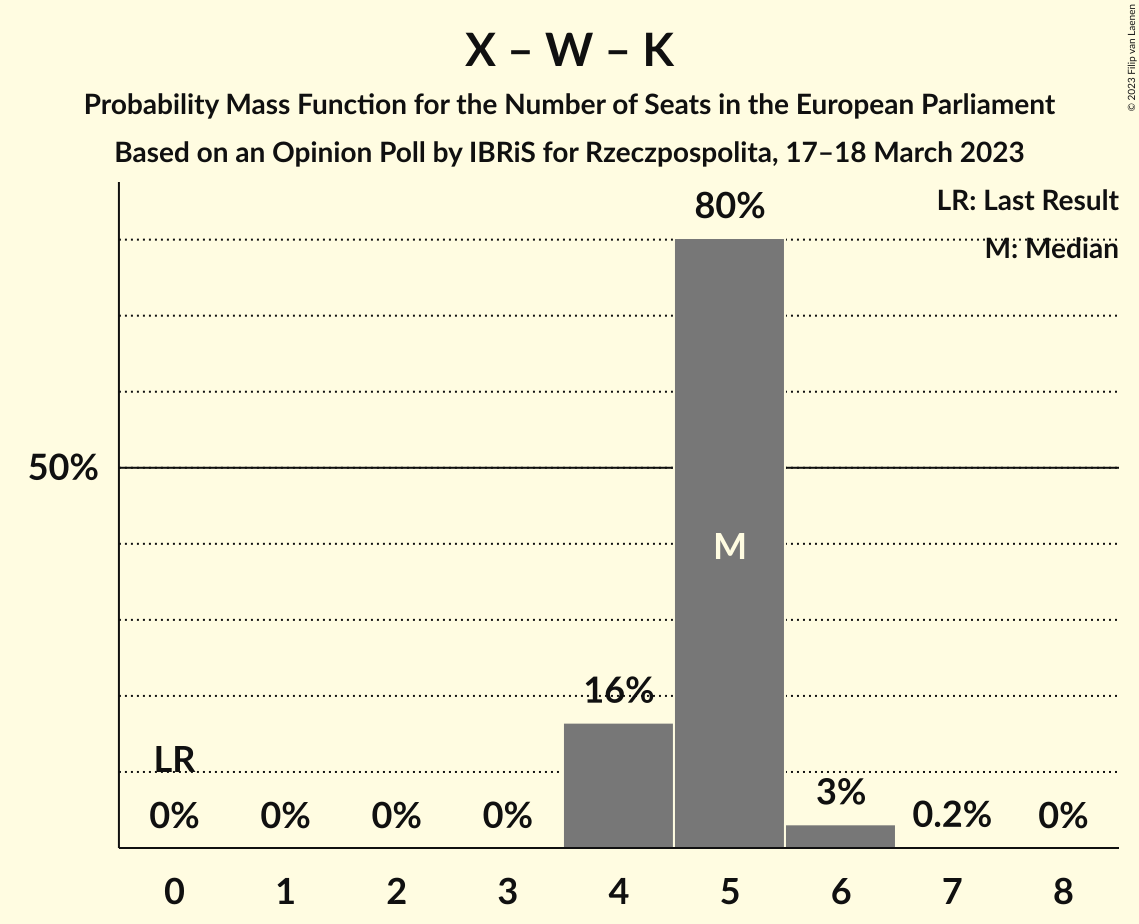 X – W – K
Probability Mass Function for the Number of Seats in the European Parliament
Based on an Opinion Poll by IBRiS for Rzeczpospolita, 17–18 March 2023
© 2023 Filip van Laenen
LR: Last Result
M: Median
80%
50%
M
16%
LR
3%
0% 0% 0% 0% 0.2% 0%
0 1 2 3 4 5 6 7 8